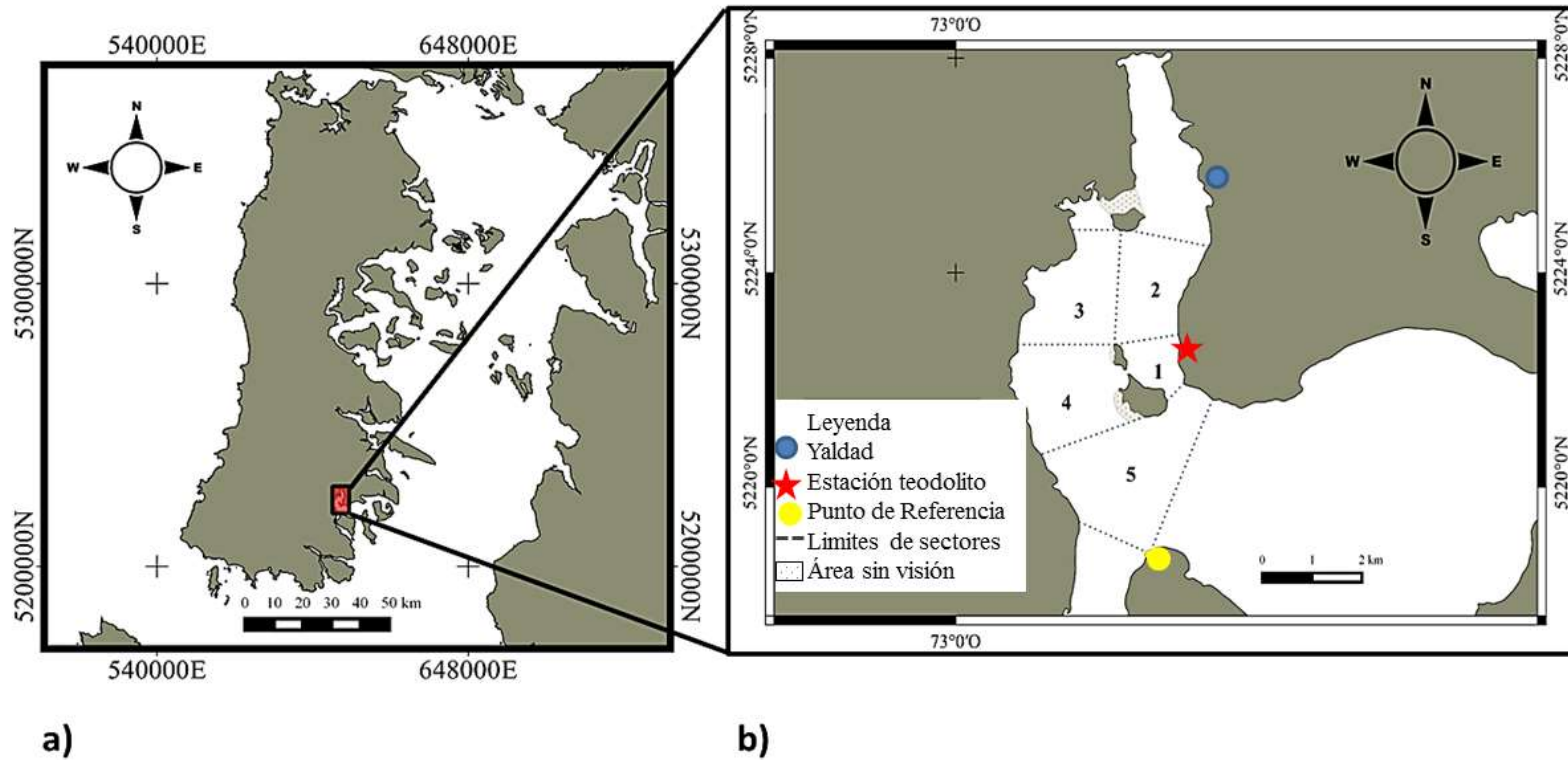 540000E 648000E
N
W E
S
5300000N 5300000N
5200000N 5200000N
0 10 20 30 40 50 km
540000E 648000E
a)
73°0'O
5228°0'N 5228°0'N
N
W E
S
5224°0'N 5224°0'N
2
3
1
4
5
5220°0'N 5220°0'N
Leyenda
Yaldad
Estación teodolito
Punto de Referencia
Limites de sectores
Área sin visión
0 1 2 km
73°0'O
b)